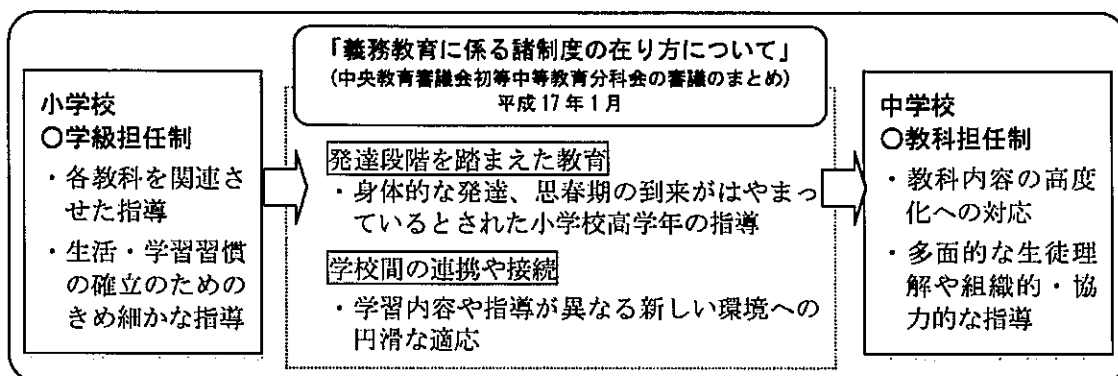 「義務教育に係る諸制度の在り方について」
(中央教育審議会初等中等教育分科会の審議のまとめ)
平成17年1月
小学校
○学級担任制
・各教科を関連さ
せた指導
・生活・学習習慣
の確立のための
きめ細かな指導
発達段階を踏まえた教育
・身体的な発達、思春期の到来がはやまっ
ているとされた小学校高学年の指導
学校間の連携や接続
・学習内容や指導が異なる新しい環境への
円滑な適応
中学校
○教科担任制
・教科内容の高度
化への対応
・多面的な生徒理
解や組織的・協
力的な指導